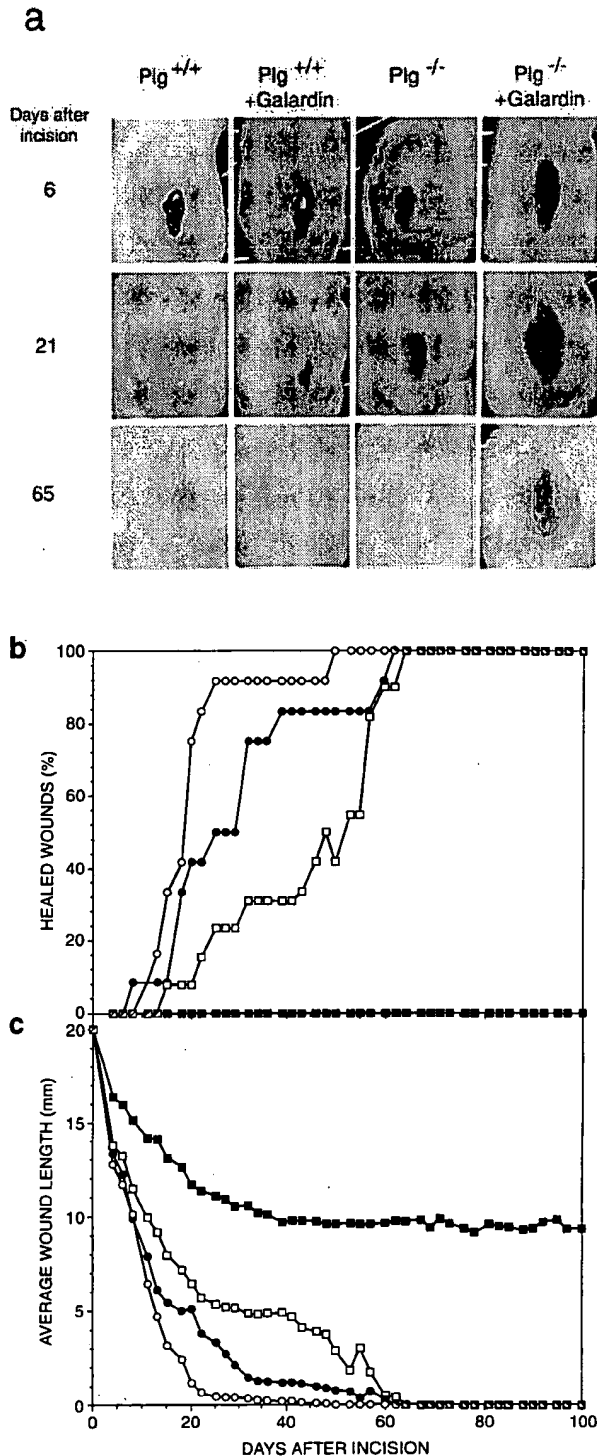 a
Plg +/+ Plg +/+ +Galardin Plg -/- Plg -/- +Galardin
Days after incision
6
21
65
b
100
80
60
40
20
0
HEALED WOUNDS (%)
c
20
15
10
5
0
AVERAGE WOUND LENGTH (mm)
0 20 40 60 80 100
DAYS AFTER INCISION